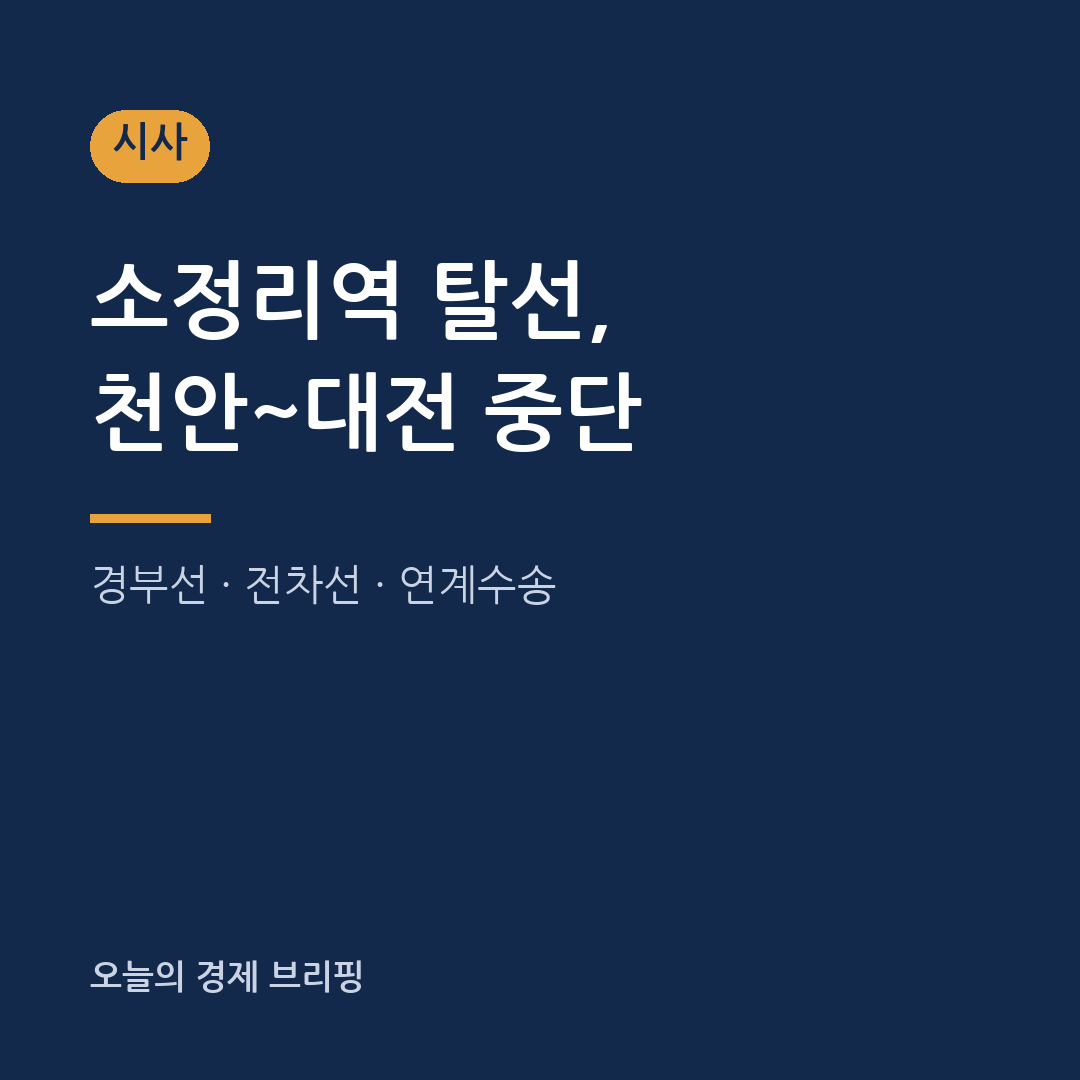 시사
소정리역 탈선,
천안~대전 중단
경부선 · 전차선 · 연계수송
오늘의 경제 브리핑